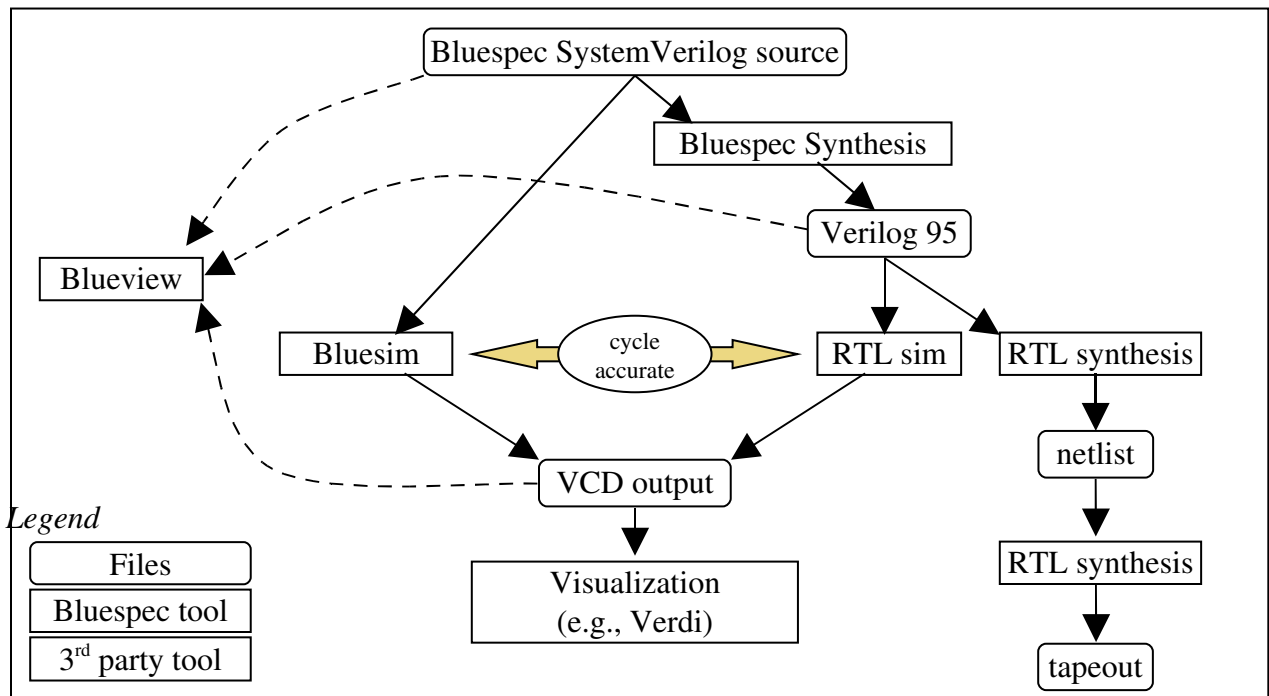 Bluespec SystemVerilog source
Bluespec Synthesis
Verilog 95
Blueview
Bluesim
cycle
accurate
RTL sim
RTL synthesis
netlist
VCD output
Legend
Files
Bluespec tool
3rd party tool
Visualization
(e.g., Verdi)
RTL synthesis
tapeout